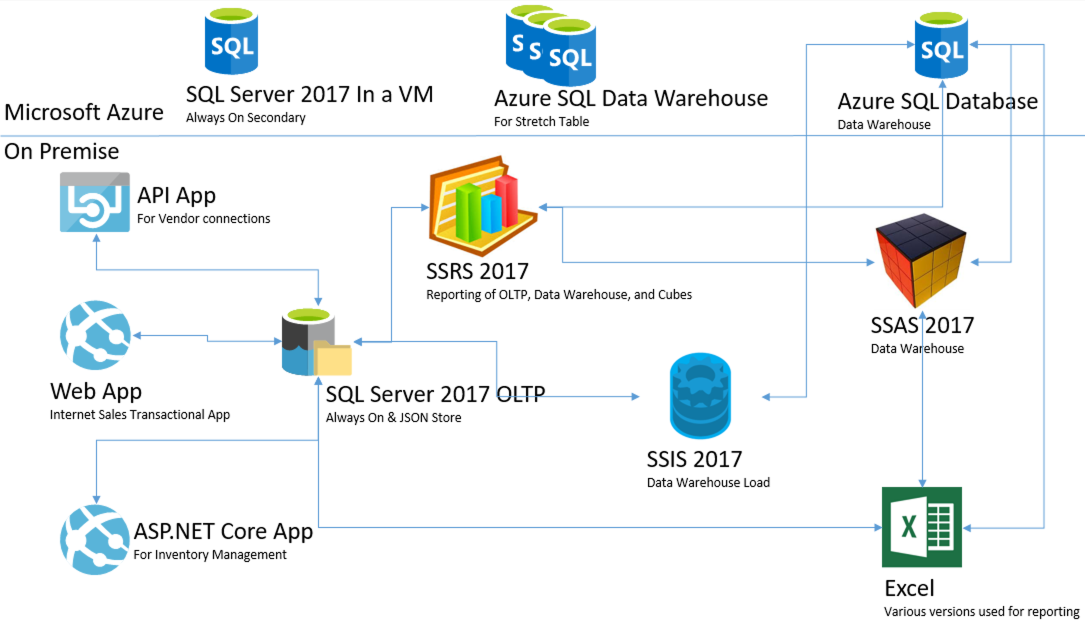 SQL
SQL Server 2017 In a VM
Always On Secondary
S
S
SQL
Azure SQL Data Warehouse
For Stretch Table
SQL
Azure SQL Database
Data Warehouse
Microsoft Azure
On Premise
API App
For Vendor connections
SSRS 2017
Reporting of OLTP, Data Warehouse, and Cubes
SSAS 2017
Data Warehouse
Web App
Internet Sales Transactional App
SQL Server 2017 OLTP
Always On & JSON Store
SSIS 2017
Data Warehouse Load
ASP.NET Core App
For Inventory Management
X
Excel
Various versions used for reporting